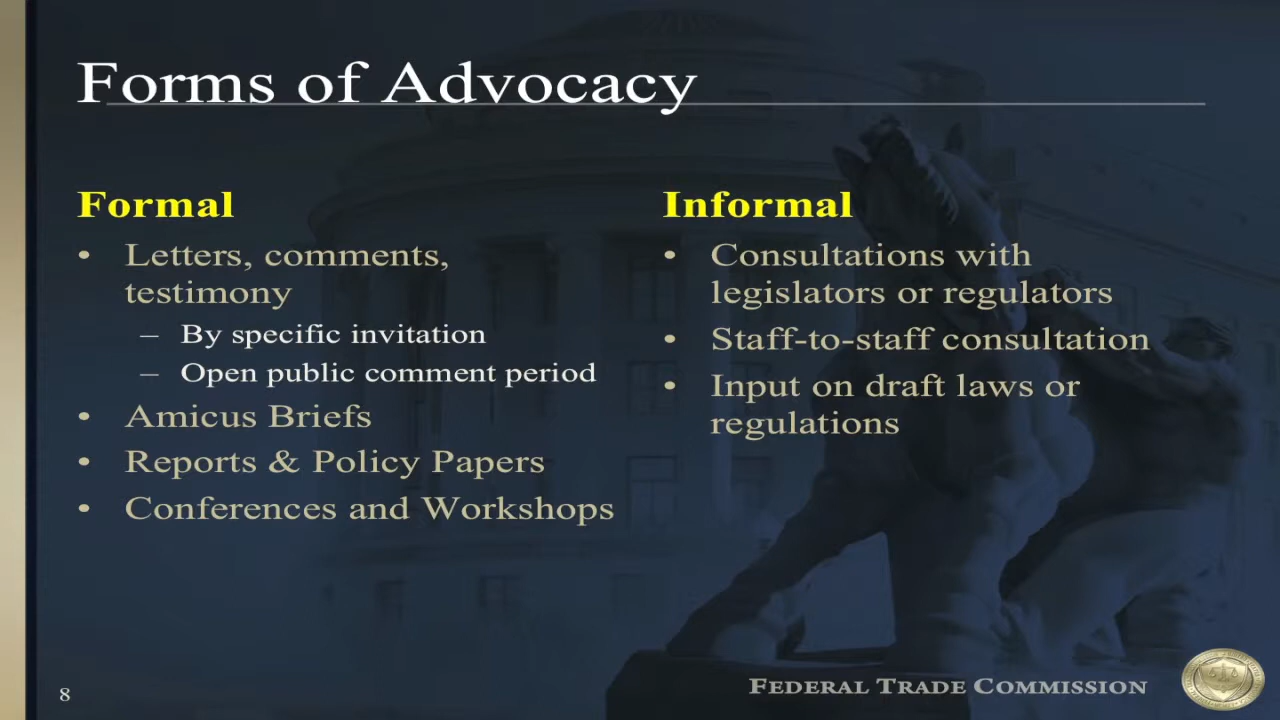 Forms of Advocacy
Formal
• Letters, comments,
testimony
– By specific invitation
– Open public comment period
• Amicus Briefs
• Reports & Policy Papers
• Conferences and Workshops
Informal
• Consultations with
legislators or regulators
• Staff-to-staff consultation
• Input on draft laws or
regulations
8
FEDERAL TRADE COMMISSION